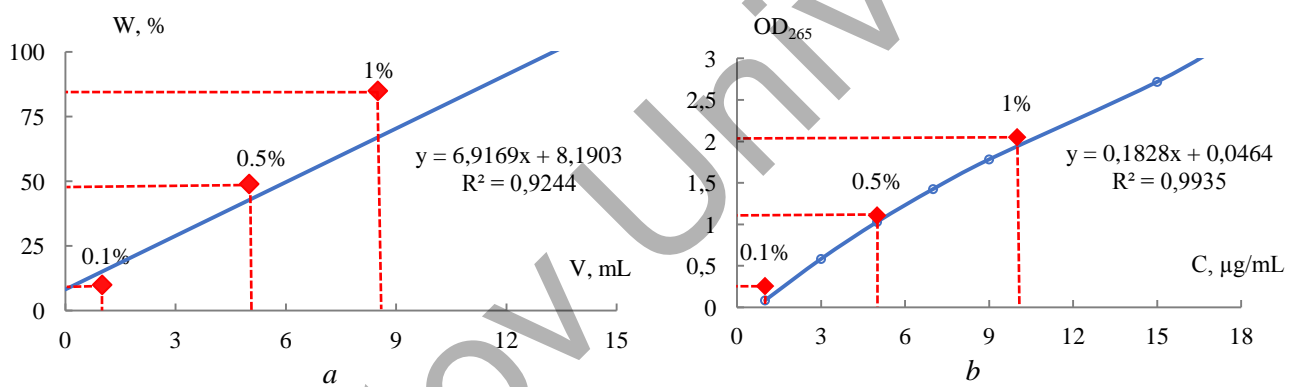 W, %
100
75
50
25
0
0 3 6 9 12 15
1%
0.5%
0.1%
y = 6,9169x + 8,1903
R² = 0,9244
V, mL
a
OD₂₆₅
3
2,5
2
1,5
1
0,5
0
0 3 6 9 12 15 18
1%
0.5%
0.1%
y = 0,1828x + 0,0464
R² = 0,9935
C, µg/mL
b